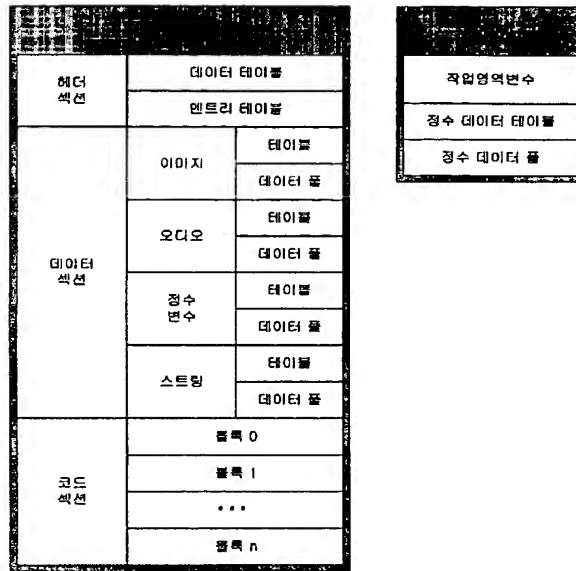 헤더
섹션
데이터 테이블
엔트리 테이블
데이터
섹션
이미지
테이블
데이터 풀
오디오
테이블
데이터 풀
정수
변수
테이블
데이터 풀
스트링
테이블
데이터 풀
코드
섹션
블록 0
블록 1
• • •
블록 n
작업영역변수
정수 데이터 테이블
정수 데이터 풀